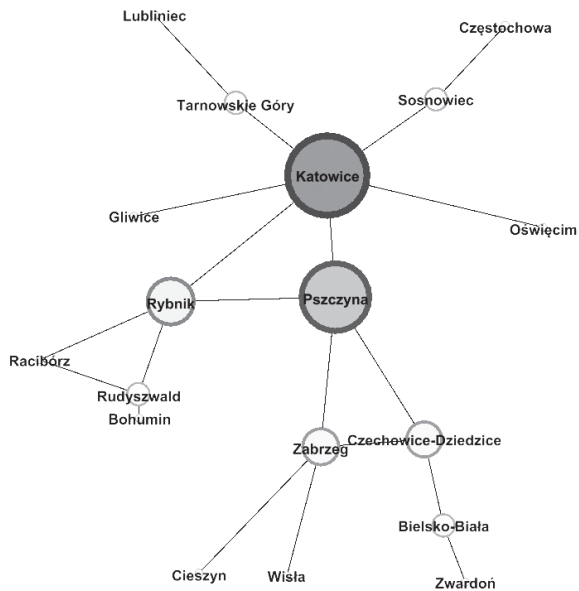 Lubliniec
Częstochowa
Tarnowskie Góry
Sosnowiec
Katowice
Gliwice
Oświęcim
Rybnik
Pszczyna
Racibórz
Rudyszwald
Bohumin
Zabrzeg
Czechowice-Dziedzice
Bielsko-Biała
Cieszyn
Wisła
Zwardoń